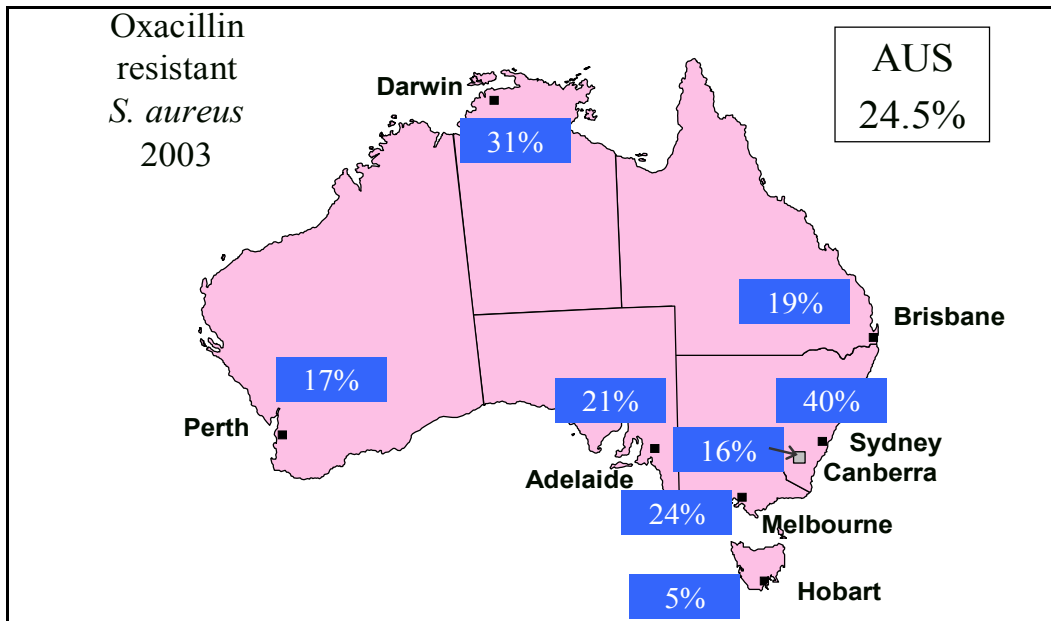 Oxacillin
resistant
S. aureus
2003
AUS
24.5%
Darwin
31%
19%
Brisbane
17%
Perth
21%
Adelaide
40%
Sydney
16%
Canberra
24%
Melbourne
5%
Hobart